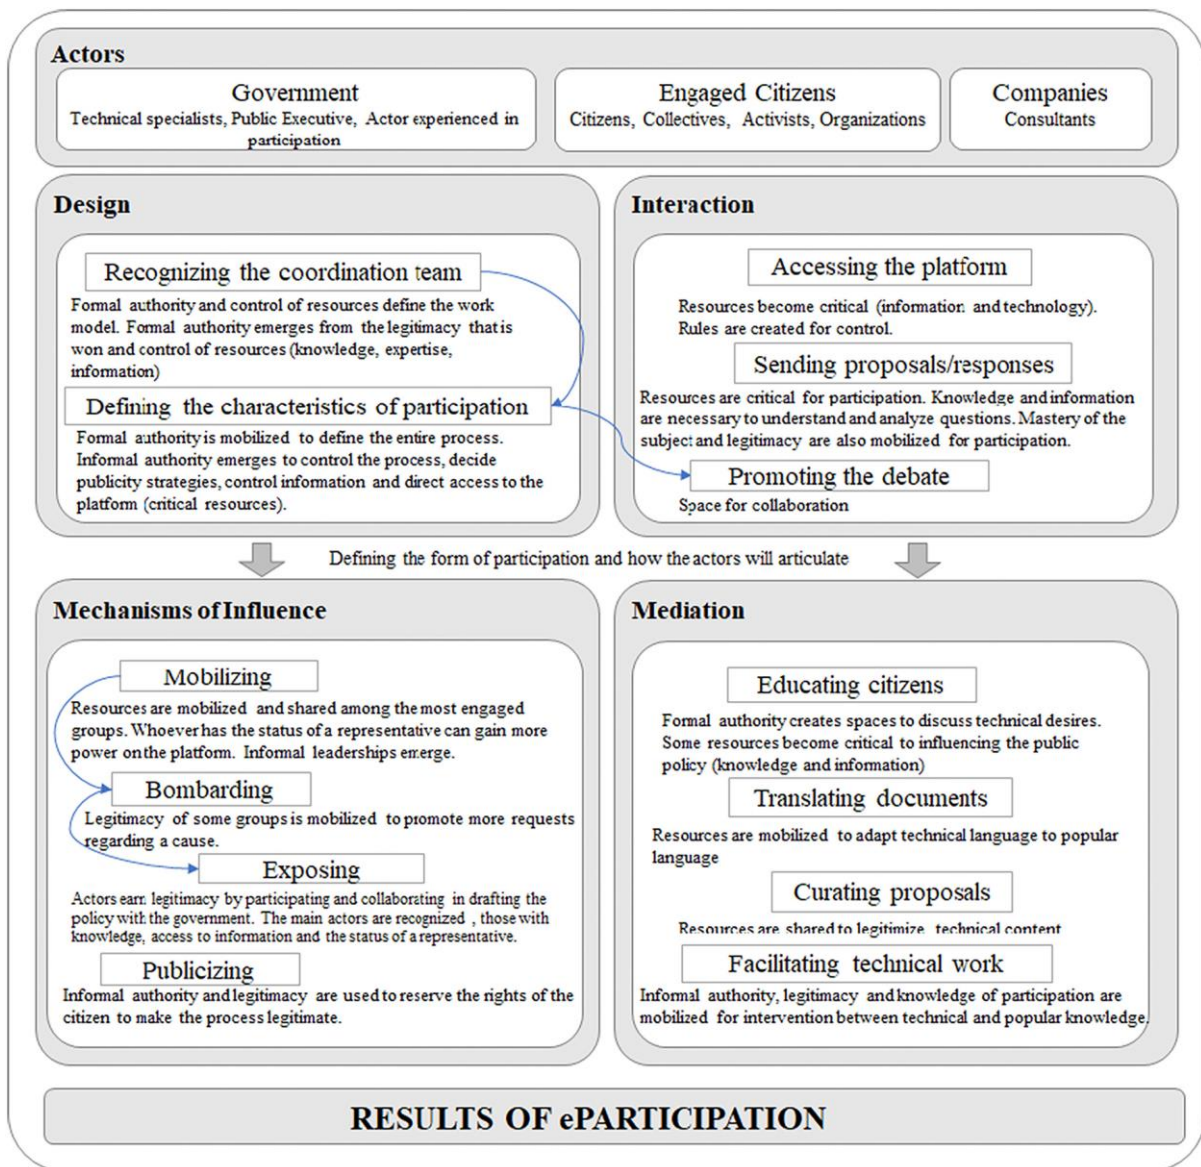 Actors
Government
Technical specialists, Public Executive, Actor experienced in
participation
Engaged Citizens
Citizens, Collectives, Activists, Organizations
Companies
Consultants
Design
Recognizing the coordination team
Formal authority and control of resources define the work
model. Formal authority emerges from the legitimacy that is
won and control of resources (knowledge, expertise,
information)
Defining the characteristics of participation
Formal authority is mobilized to define the entire process.
Informal authority emerges to control the process, decide
publicity strategies, control information and direct access to the
platform (critical resources).
Interaction
Accessing the platform
Resources become critical (information and technology).
Rules are created for control.
Sending proposals/responses
Resources are critical for participation. Knowledge and information
are necessary to understand and analyze questions. Mastery of the
subject and legitimacy are also mobilized for participation.
Promoting the debate
Space for collaboration
Defining the form of participation and how the actors will articulate
Mechanisms of Influence
Mobilizing
Resources are mobilized and shared among the most engaged
groups. Whoever has the status of a representative can gain more
power on the platform. Informal leaderships emerge.
Bombarding
Legitimacy of some groups is mobilized to promote more requests
regarding a cause.
Exposing
Actors earn legitimacy by participating and collaborating in drafting the
policy with the government. The main actors are recognized , those with
knowledge, access to information and the status of a representative.
Publicizing
Informal authority and legitimacy are used to reserve the rights of the
citizen to make the process legitimate.
Mediation
Educating citizens
Formal authority creates spaces to discuss technical desires.
Some resources become critical to influencing the public
policy (knowledge and information)
Translating documents
Resources are mobilized to adapt technical language to popular
language
Curating proposals
Resources are shared to legitimize technical content
Facilitating technical work
Informal authority, legitimacy and knowledge of participation are
mobilized for intervention between technical and popular knowledge.
RESULTS OF ePARTICIPATION